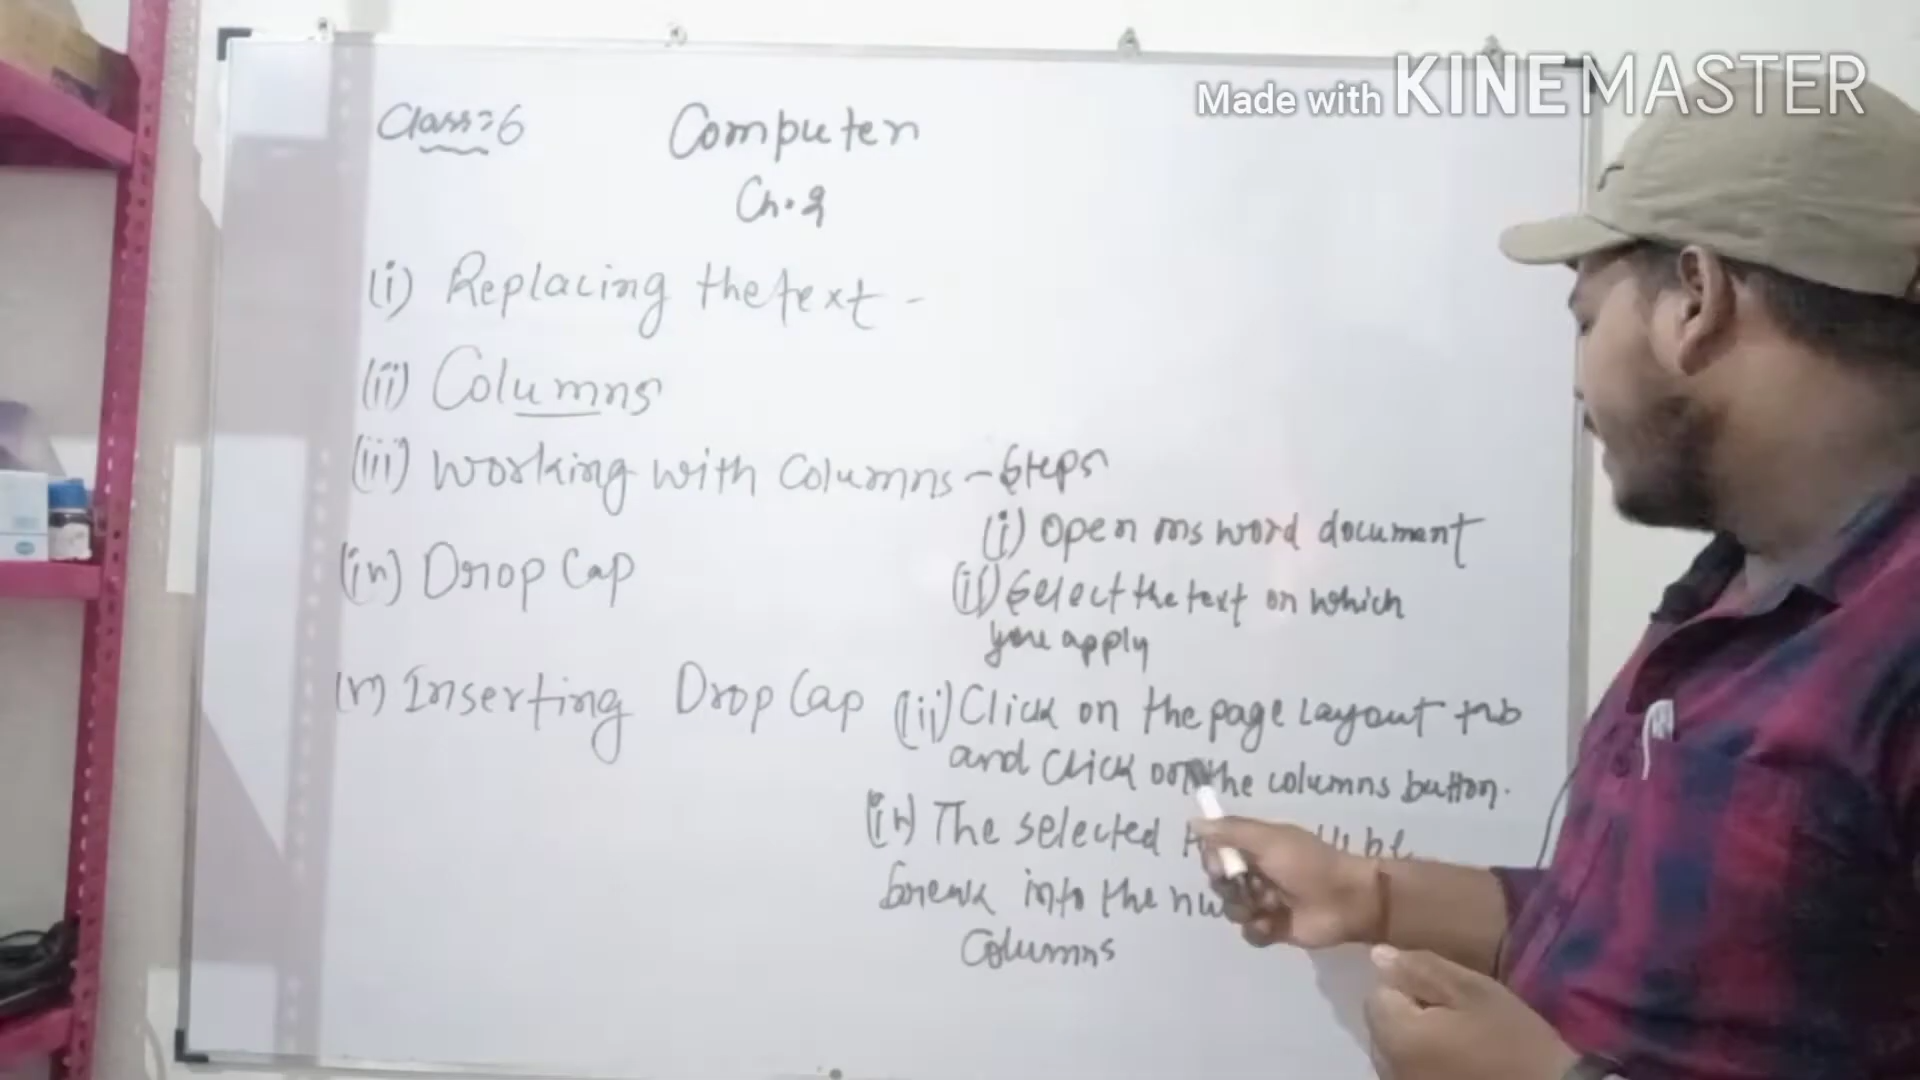 Made with KINEMASTER
Class:6
Computer
Ch.2
(i) Replacing the text -
(ii) Columns
(iii) Working with Columns - Steps
(i) Open ms word document
(ii) Select the text on which
you apply
(iii) Click on the page Layout tab
and Click on the columns button.
(iv) The selected
break into the
Columns
(iv) Drop Cap
(v) Inserting Drop Cap